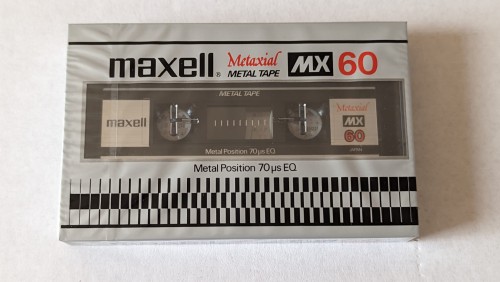 maxell® Metaxial METAL TAPE MX 60
METAL TAPE
maxell
Metaxial
MX
60
Metal Position 70µs EQ
Metal Position 70µs EQ